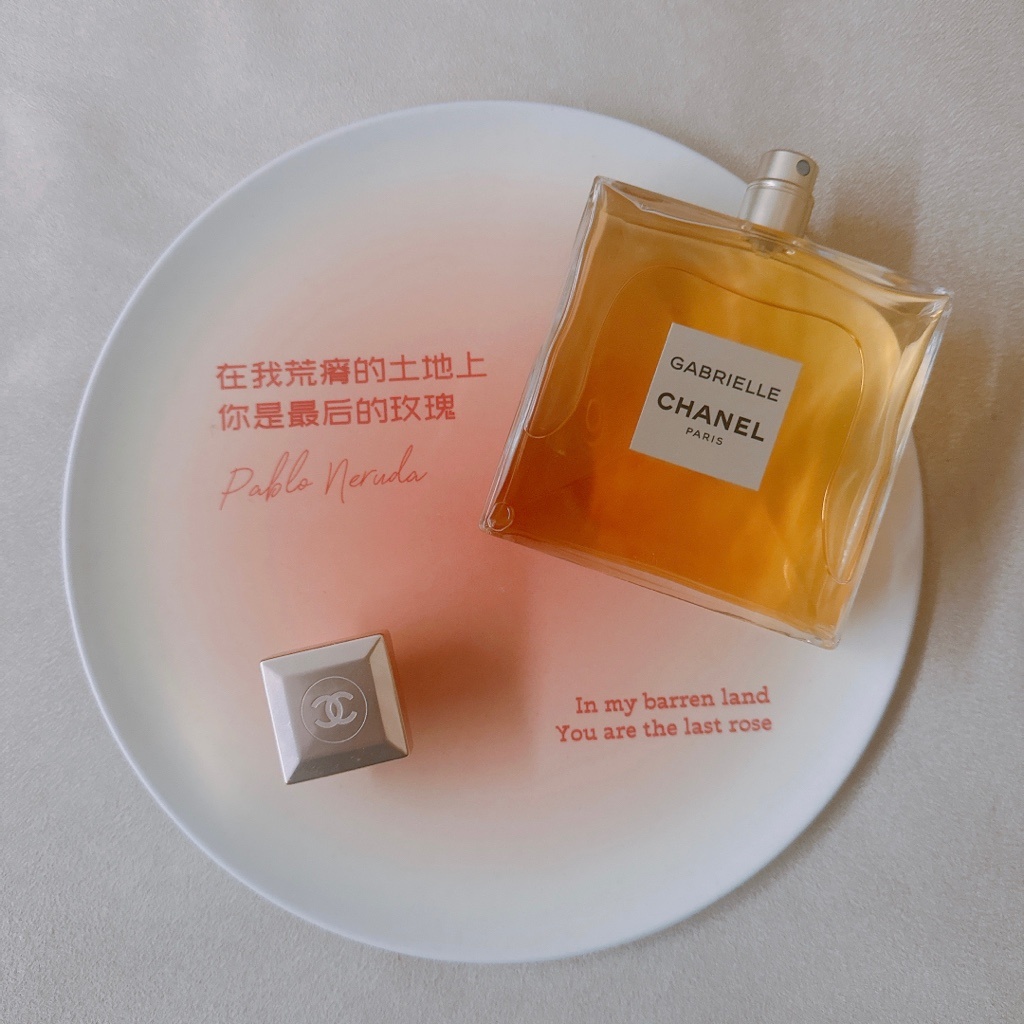 在我荒瘠的土地上
你是最后的玫瑰
Pablo Neruda
GABRIELLE
CHANEL
PARIS
In my barren land
You are the last rose